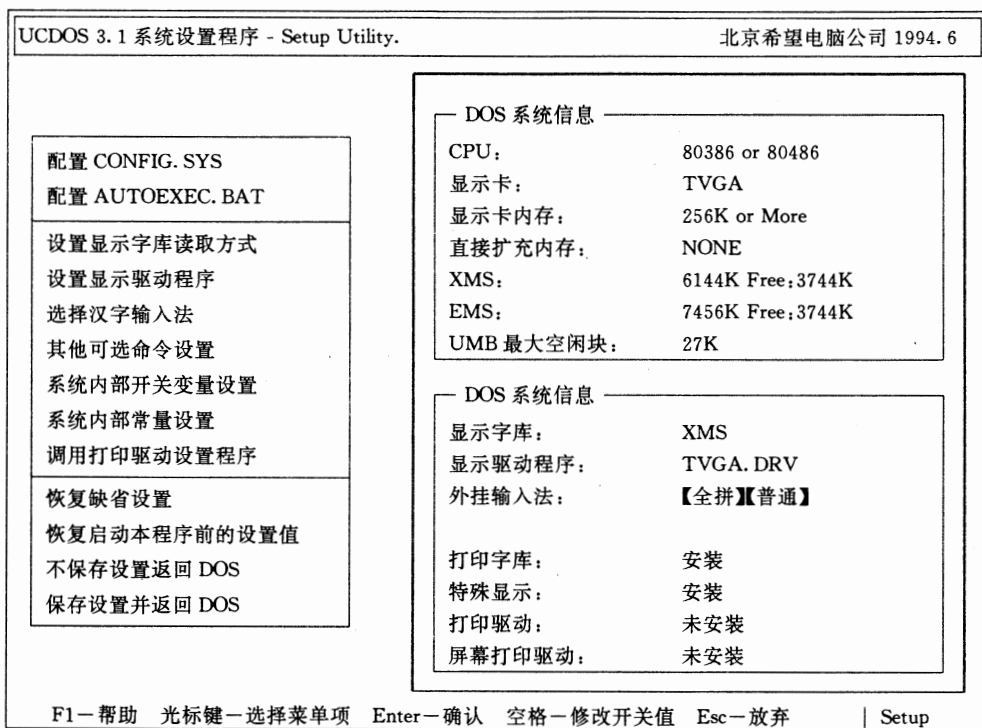 UCDOS 3.1系统设置程序 - Setup Utility. 北京希望电脑公司 1994.6
配置 CONFIG.SYS
配置 AUTOEXEC.BAT
设置显示字库读取方式
设置显示驱动程序
选择汉字输入法
其他可选命令设置
系统内部开关变量设置
系统内部常量设置
调用打印驱动设置程序
恢复缺省设置
恢复启动本程序前的设置值
不保存设置返回 DOS
保存设置并返回 DOS
DOS 系统信息
CPU: 80386 or 80486
显示卡: TVGA
显示卡内存: 256K or More
直接扩充内存: NONE
XMS: 6144K Free:3744K
EMS: 7456K Free:3744K
UMB 最大空闲块: 27K
DOS 系统信息
显示字库: XMS
显示驱动程序: TVGA.DRV
外挂输入法: 【全拼】【普通】
打印字库: 安装
特殊显示: 安装
打印驱动: 未安装
屏幕打印驱动: 未安装
F1－帮助 光标键－选择菜单项 Enter－确认 空格－修改开关值 Esc－放弃 | Setup